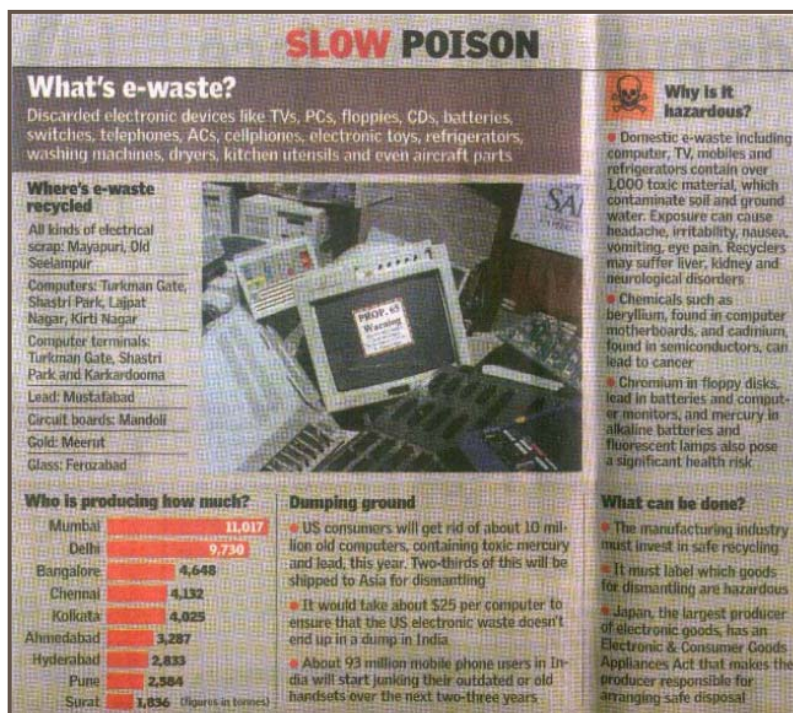 SLOW POISON
What's e-waste?
Discarded electronic devices like TVs, PCs, floppies, CDs, batteries,
switches, telephones, ACs, cellphones, electronic toys, refrigerators,
washing machines, dryers, kitchen utensils and even aircraft parts
Where's e-waste
recycled
All kinds of electrical
scrap: Mayapuri, Old
Seelampur
Computers: Turkman Gate,
Shastri Park, Lajpat
Nagar, Kirti Nagar
Computer terminals:
Turkman Gate, Shastri
Park and Karkardooma
Lead: Mustafabad
Circuit boards: Mandoli
Gold: Meerut
Glass: Ferozabad
PROP. 65
Warning
Why is it
hazardous?
Domestic e-waste including
computer, TV, mobiles and
refrigerators contain over
1,000 toxic material, which
contaminate soil and ground
water. Exposure can cause
headache, irritability, nausea,
vomiting, eye pain. Recyclers
may suffer liver, kidney and
neurological disorders
Chemicals such as
beryllium, found in computer
motherboards, and cadmium,
found in semiconductors, can
lead to cancer
Chromium in floppy disks,
lead in batteries and comput-
er monitors, and mercury in
alkaline batteries and
fluorescent lamps also pose
a significant health risk
Who is producing how much?
Mumbai 11,017
Delhi 9,730
Bangalore 4,648
Chennai 4,132
Kolkata 4,025
Ahmedabad 3,287
Hyderabad 2,833
Pune 2,584
Surat 1,836 (figures in tonnes)
Dumping ground
US consumers will get rid of about 10 mil-
lion old computers, containing toxic mercury
and lead, this year. Two-thirds of this will be
shipped to Asia for dismantling
It would take about $25 per computer to
ensure that the US electronic waste doesn't
end up in a dump in India
About 93 million mobile phone users in In-
dia will start junking their outdated or old
handsets over the next two-three years
What can be done?
The manufacturing industry
must invest in safe recycling
It must label which goods
for dismantling are hazardous
Japan, the largest producer
of electronic goods, has an
Electronic & Consumer Goods
Appliances Act that makes the
producer responsible for
arranging safe disposal